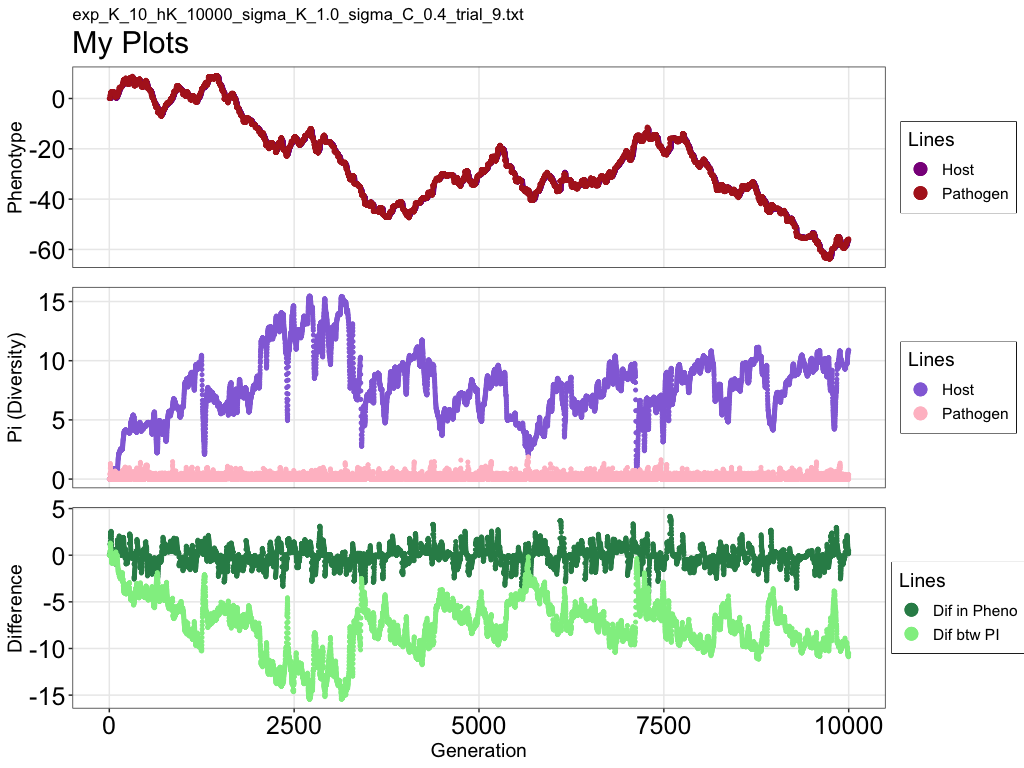 exp_K_10_hK_10000_sigma_K_1.0_sigma_C_0.4_trial_9.txt
My Plots
Phenotype
0
-20
-40
-60
Lines
Host
Pathogen
Pi (Diversity)
15
10
5
0
Lines
Host
Pathogen
Difference
5
0
-5
-10
-15
Lines
Dif in Pheno
Dif btw PI
0 2500 5000 7500 10000
Generation